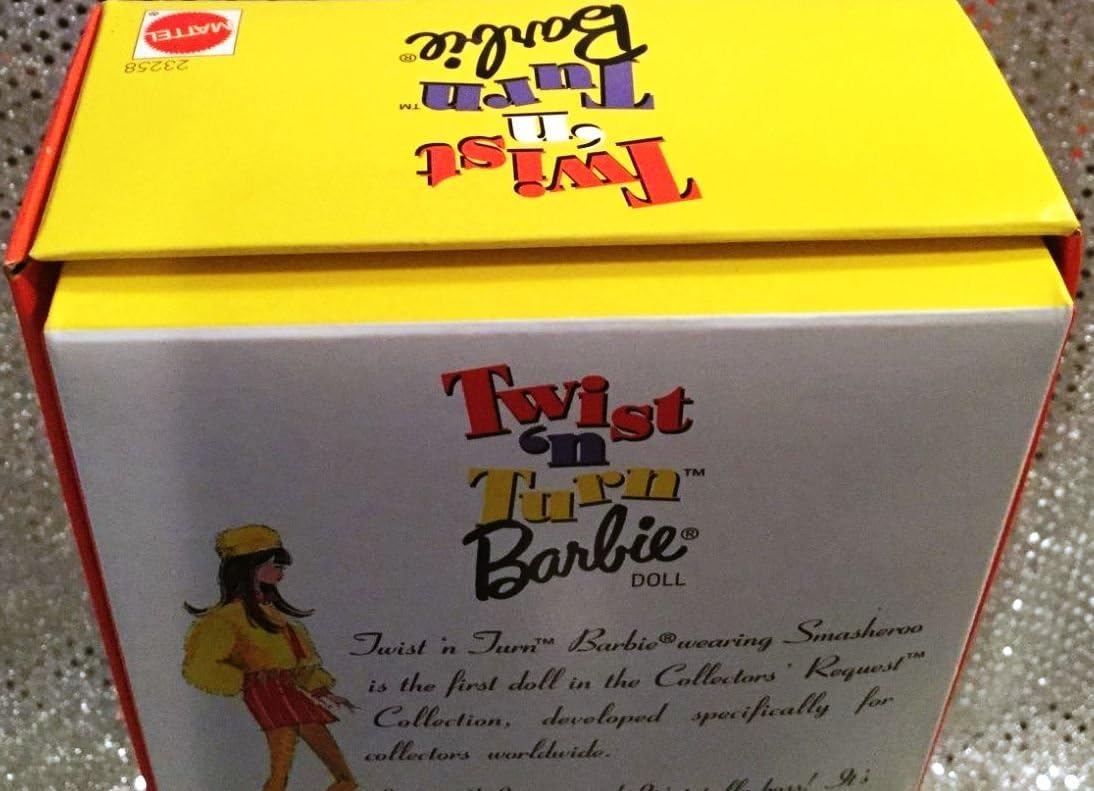 MATTEL®
23258
Twist
'n
Turn™
Barbie®
Twist
'n
Turn™
Barbie®
DOLL
Twist 'n Turn™ Barbie® wearing Smasheroo
is the first doll in the Collectors' Request™
Collection, developed specifically for
collectors worldwide.
It's